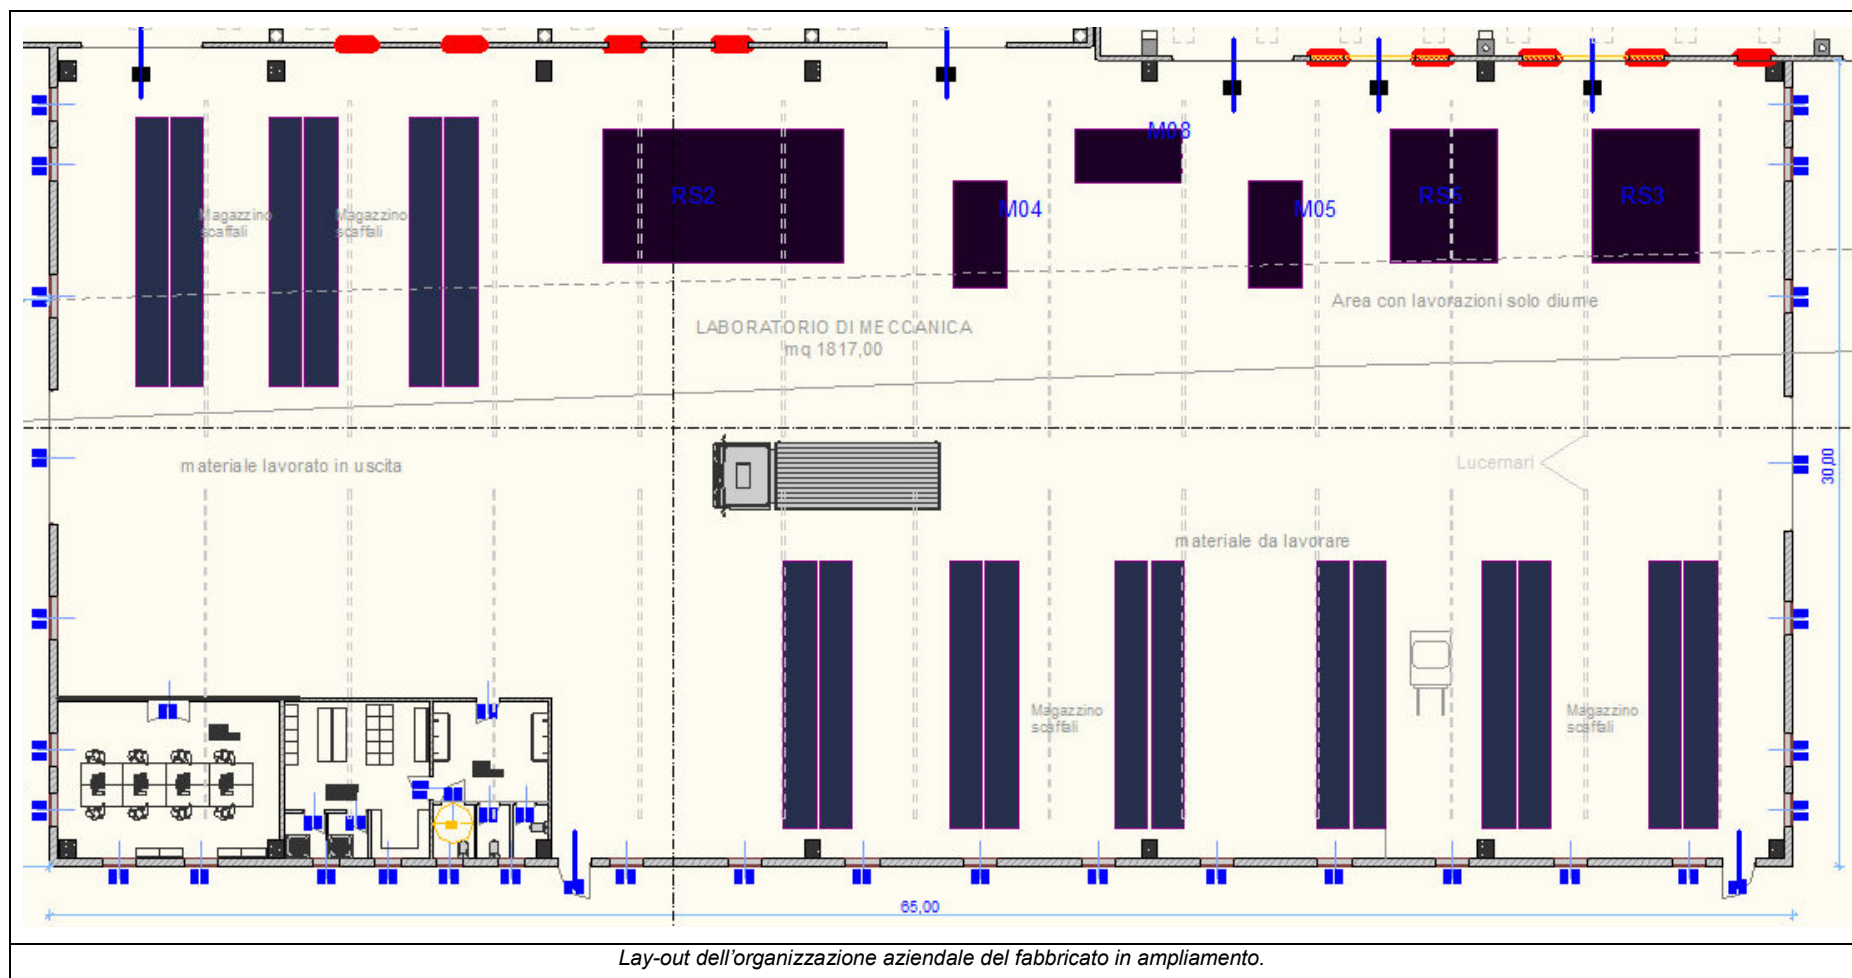 M08
RS2
M04
M05
RS5
RS3
Magazzino
scaffali
Magazzino
scaffali
Area con lavorazioni solo diurne
LABORATORIO DI MECCANICA
mq 1817,00
materiale lavorato in uscita
Lucernari
30,00
materiale da lavorare
Magazzino
scaffali
Magazzino
scaffali
65,00
Lay-out dell'organizzazione aziendale del fabbricato in ampliamento.